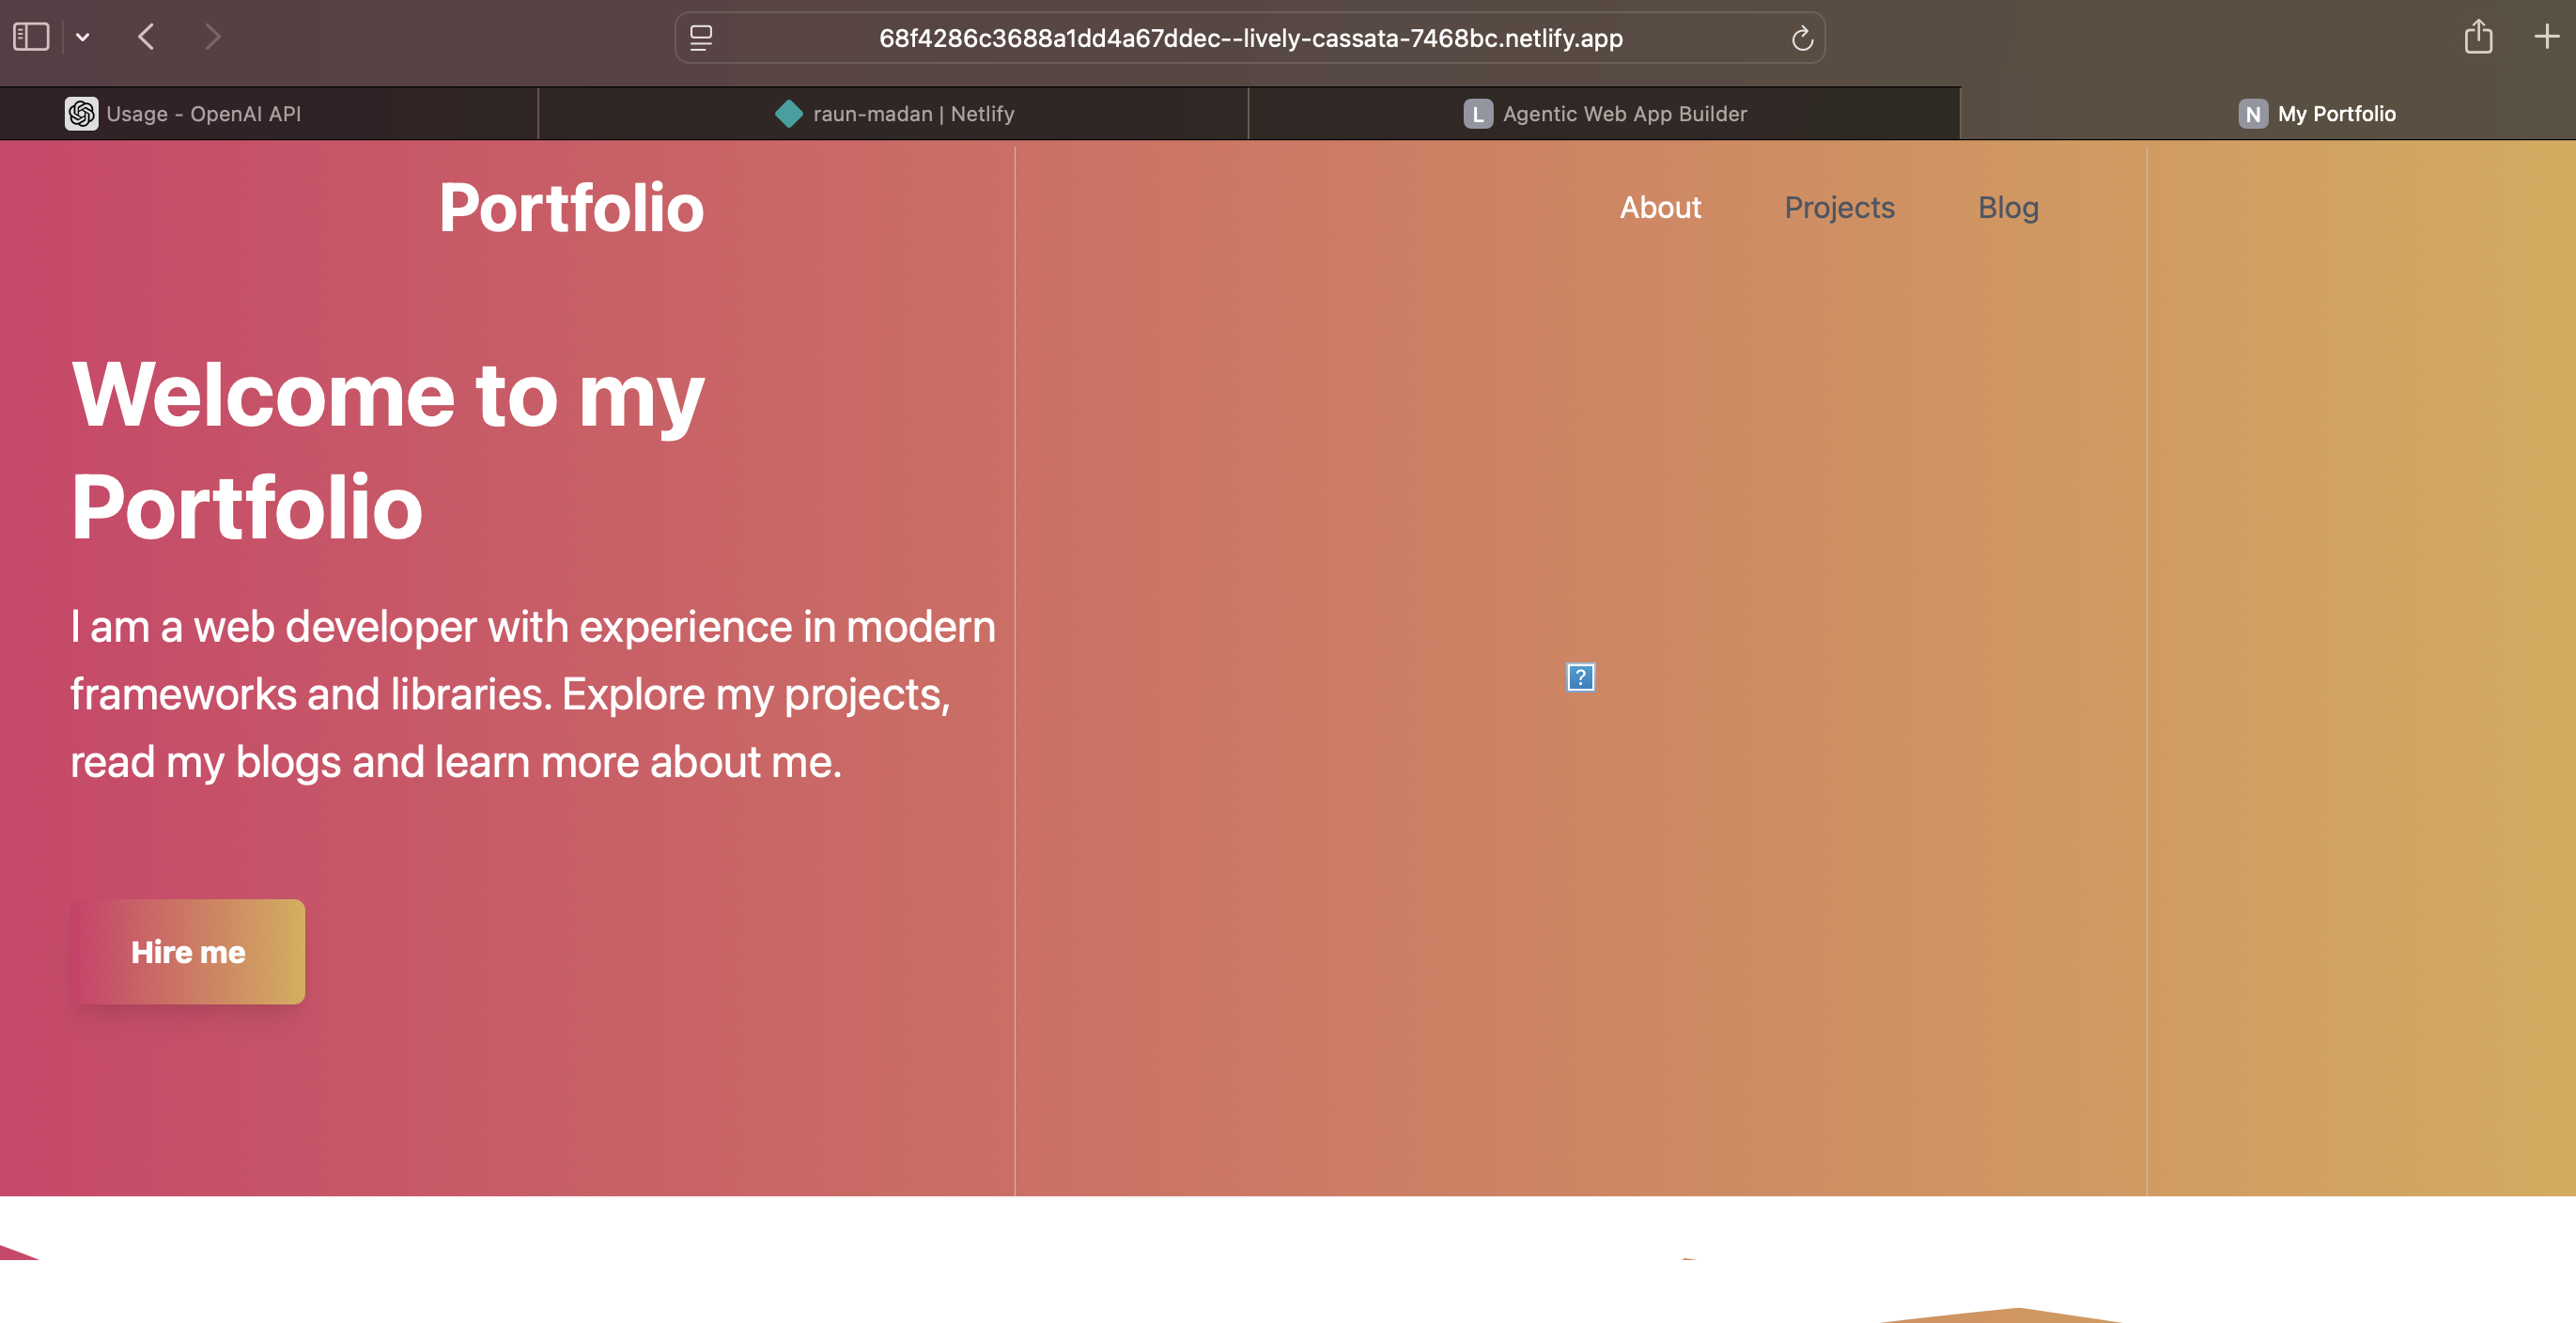 68f4286c3688a1dd4a67ddec--lively-cassata-7468bc.netlify.app
Usage - OpenAI API
raun-madan | Netlify
L Agentic Web App Builder
N My Portfolio
Portfolio
About Projects Blog
Welcome to my
Portfolio
I am a web developer with experience in modern
frameworks and libraries. Explore my projects,
read my blogs and learn more about me.
?
Hire me